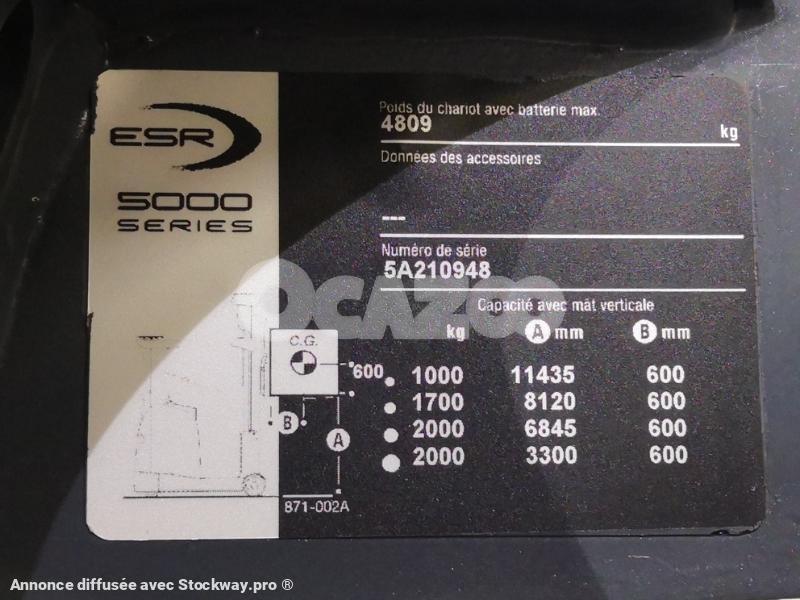 ESR
5000
SERIES
Poids du chariot avec batterie max.
4809 kg
Données des accessoires
---
Numéro de série
5A210948
OCAZOO
Capacité avec mât verticale
kg A mm B mm
C.G.
600 1000 11435 600
1700 8120 600
2000 6845 600
2000 3300 600
B
A
871-002A
Annonce diffusée avec Stockway.pro ®